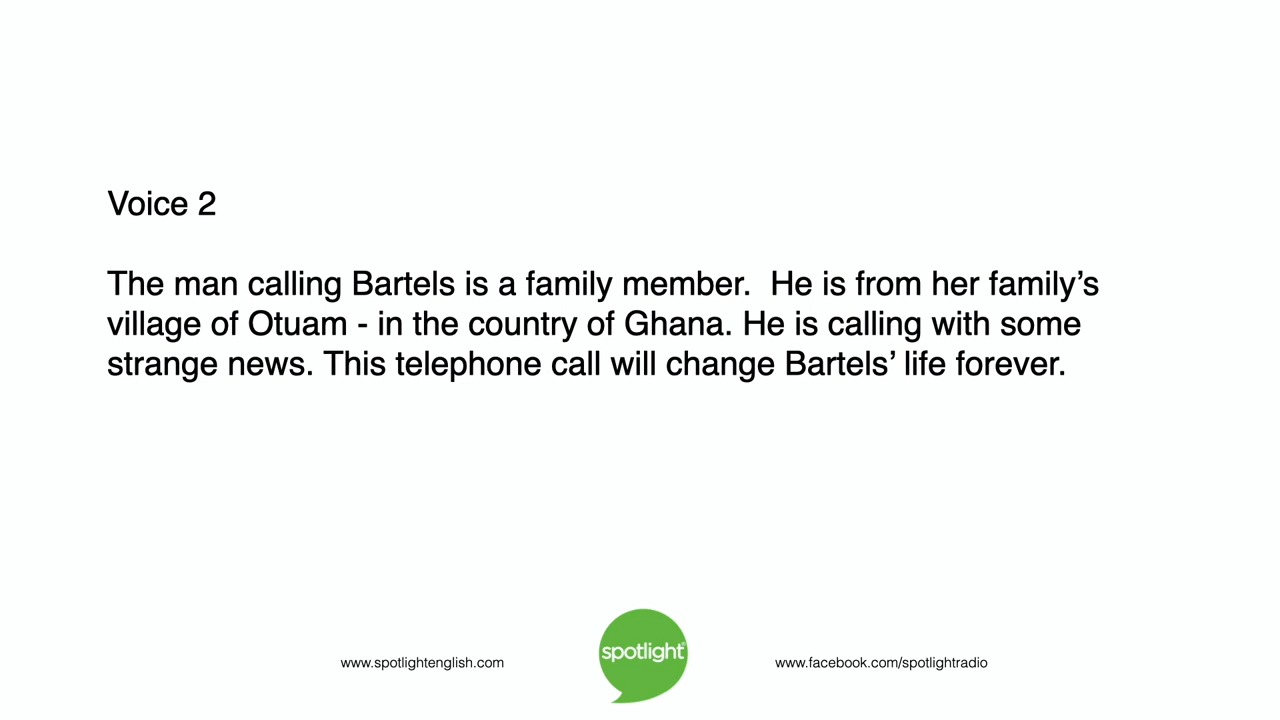 Voice 2
The man calling Bartels is a family member.  He is from her family’s
village of Otuam - in the country of Ghana. He is calling with some
strange news. This telephone call will change Bartels’ life forever.
www.spotlightenglish.com
spotlight®
www.facebook.com/spotlightradio